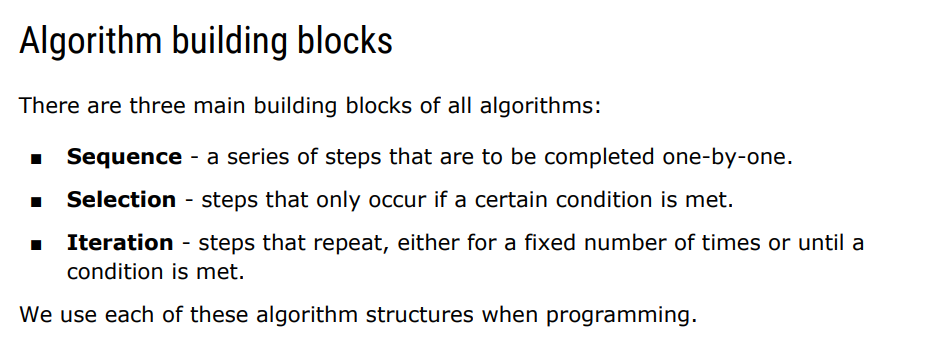 Algorithm building blocks
There are three main building blocks of all algorithms:
▪ Sequence - a series of steps that are to be completed one-by-one.
▪ Selection - steps that only occur if a certain condition is met.
▪ Iteration - steps that repeat, either for a fixed number of times or until a
condition is met.
We use each of these algorithm structures when programming.